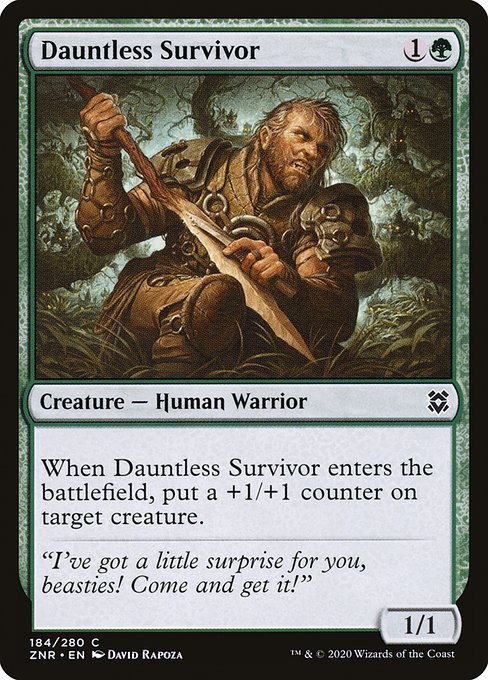 Dauntless Survivor 1
Creature — Human Warrior
When Dauntless Survivor enters the
battlefield, put a +1/+1 counter on
target creature.
“I’ve got a little surprise for you,
beasties! Come and get it!”
1/1
184/280 C
ZNR • EN David Rapoza
™ & © 2020 Wizards of the Coast